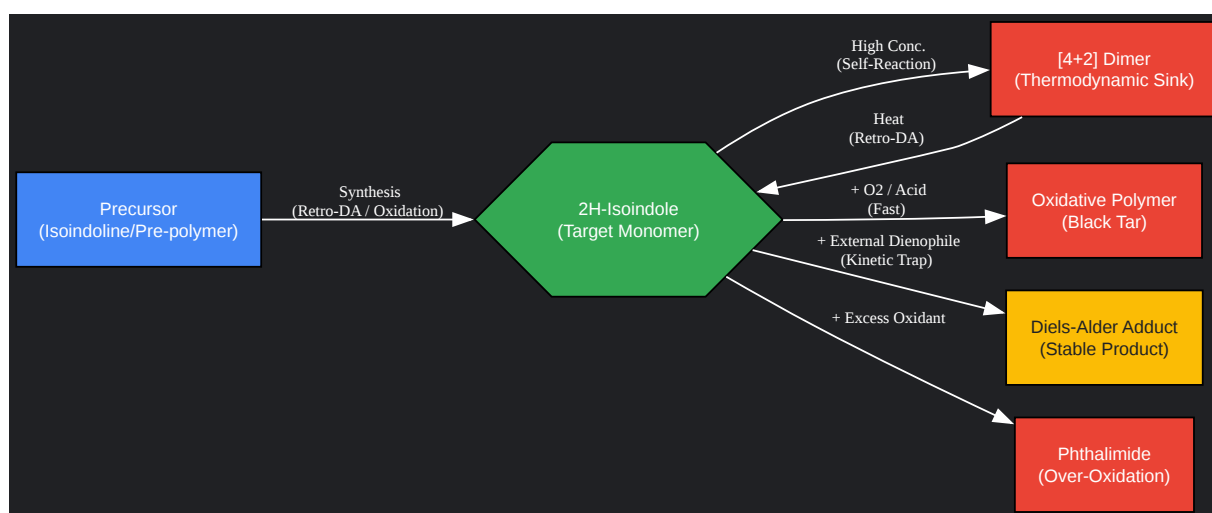 High Conc.
(Self-Reaction)
[4+2] Dimer
(Thermodynamic Sink)
Heat
(Retro-DA)
Precursor
(Isoindoline/Pre-polymer)
Synthesis
(Retro-DA / Oxidation)
2H-Isoindole
(Target Monomer)
+ O2 / Acid
(Fast)
Oxidative Polymer
(Black Tar)
+ External Dienophile
(Kinetic Trap)
Diels-Alder Adduct
(Stable Product)
+ Excess Oxidant
Phthalimide
(Over-Oxidation)